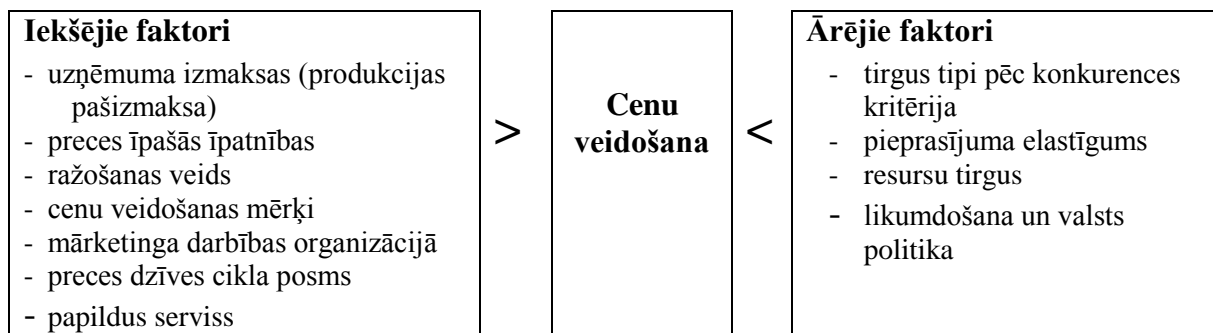 Iekšējie faktori
- uzņēmuma izmaksas (produkcijas
pašizmaksa)
- preces īpašās īpatnības
- ražošanas veids
- cenu veidošanas mērķi
- mārketinga darbības organizācijā
- preces dzīves cikla posms
- papildus serviss
>
Cenu
veidošana
<
Ārējie faktori
- tirgus tipi pēc konkurences
kritērija
- pieprasījuma elastīgums
- resursu tirgus
- likumdošana un valsts
politika